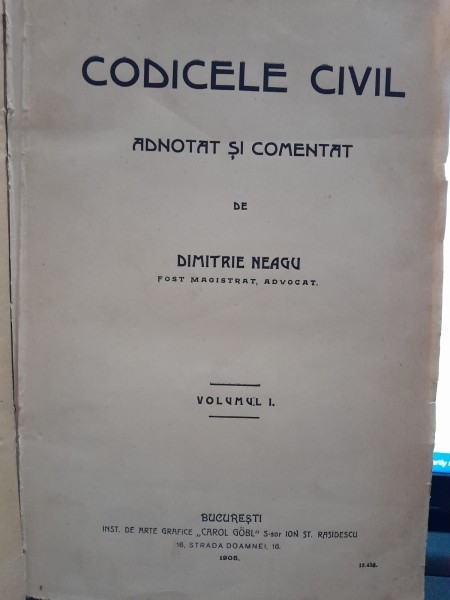 CODICELE CIVIL
ADNOTAT ȘI COMENTAT
DE
DIMITRIE NEAGU
FOST MAGISTRAT, ADVOCAT.
VOLUMUL I.
BUCUREȘTI
INST. DE ARTE GRAFICE „CAROL GÖBL" S-sor ION ST. RASIDESCU
16, STRADA DOAMNEI, 16.